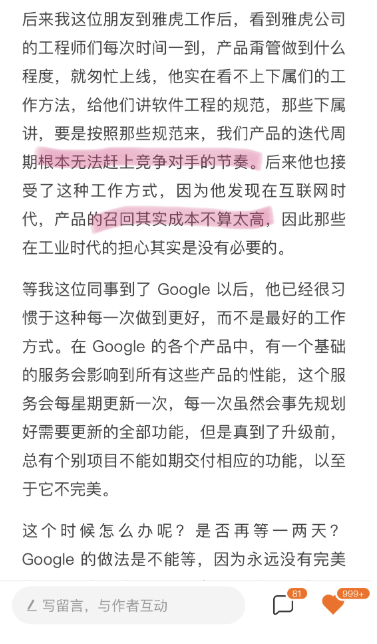 后来我这位朋友到雅虎工作后，看到雅虎公司
的工程师们每次时间一到，产品甭管做到什么
程度，就匆忙上线，他实在看不上下属们的工
作方法，给他们讲软件工程的规范，那些下属
讲，要是按照那些规范来，我们产品的迭代周
期根本无法赶上竞争对手的节奏。后来他也接
受了这种工作方式，因为他发现在互联网时
代，产品的召回其实成本不算太高，因此那些
在工业时代的担心其实是没有必要的。
等我这位同事到了 Google 以后，他已经很习
惯于这种每一次做到更好，而不是最好的工作
方式。在 Google 的各个产品中，有一个基础
的服务会影响到所有这些产品的性能，这个服
务会每星期更新一次，每一次虽然会事先规划
好需要更新的全部功能，但是真到了升级前，
总有个别项目不能如期交付相应的功能，以至
于它不完美。
这个时候怎么办呢？是否再等一两天？
Google 的做法是不能等，因为永远没有完美
写留言，与作者互动
81
999+